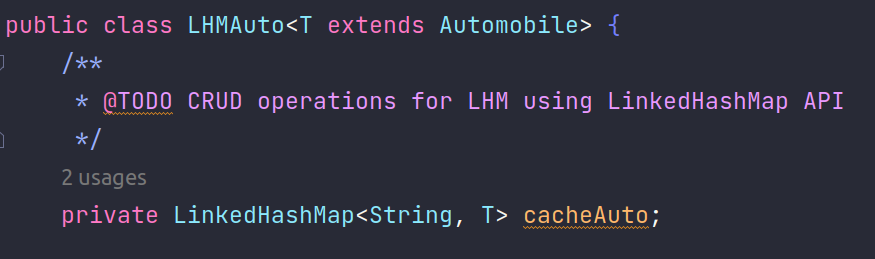 public class LHMAuto<T extends Automobile> {
/**
* @TODO CRUD operations for LHM using LinkedHashMap API
*/
2 usages
private LinkedHashMap<String, T> cacheAuto;